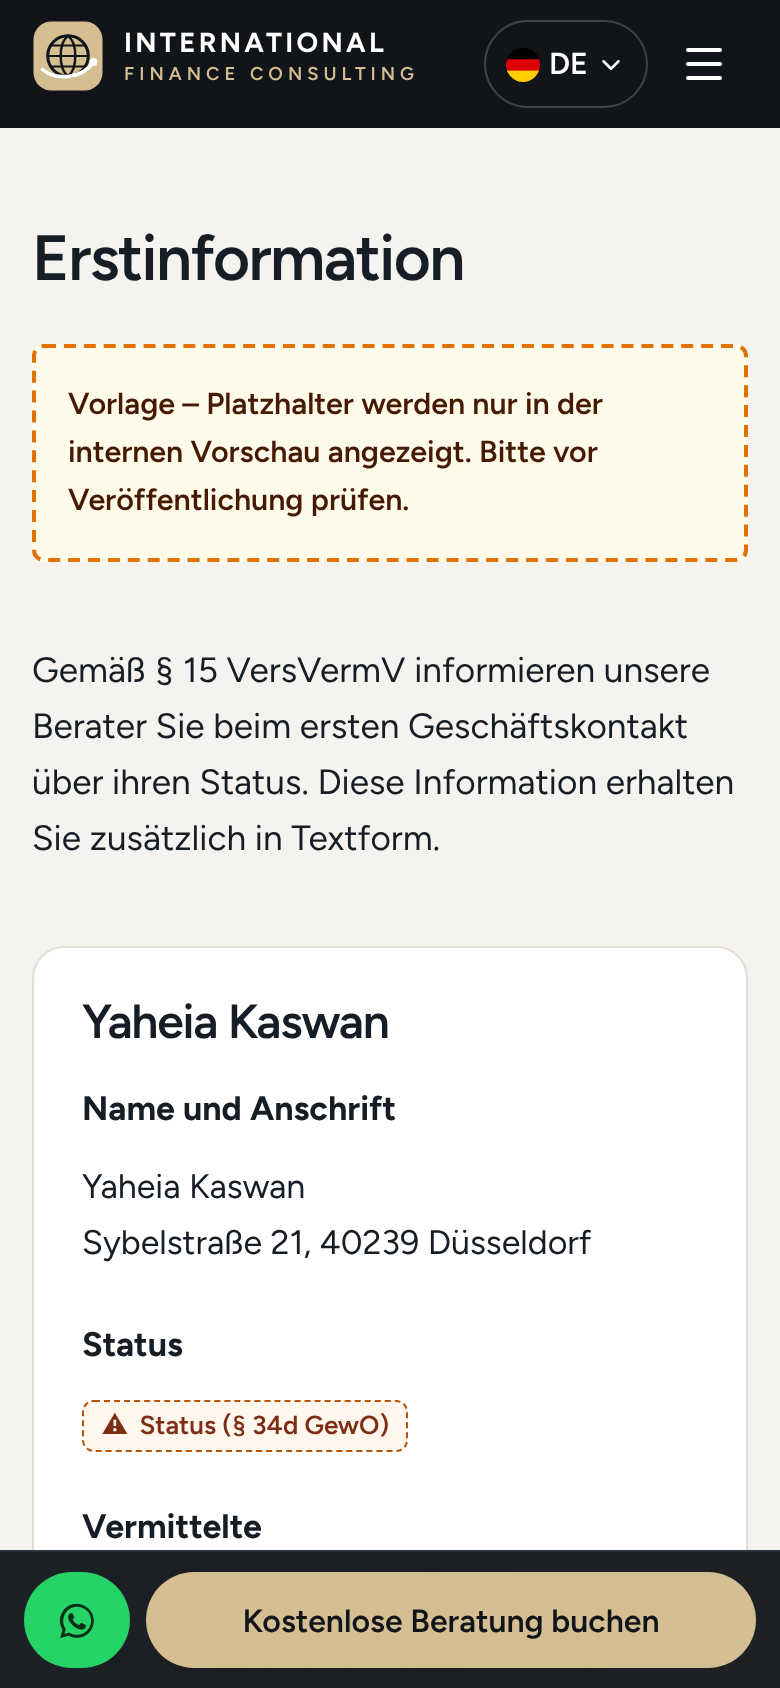 INTERNATIONAL
FINANCE CONSULTING
DE
Erstinformation
Vorlage – Platzhalter werden nur in der
internen Vorschau angezeigt. Bitte vor
Veröffentlichung prüfen.
Gemäß § 15 VersVermV informieren unsere
Berater Sie beim ersten Geschäftskontakt
über ihren Status. Diese Information erhalten
Sie zusätzlich in Textform.
Yaheia Kaswan
Name und Anschrift
Yaheia Kaswan
Sybelstraße 21, 40239 Düsseldorf
Status
Status (§ 34d GewO)
Vermittelte
Kostenlose Beratung buchen